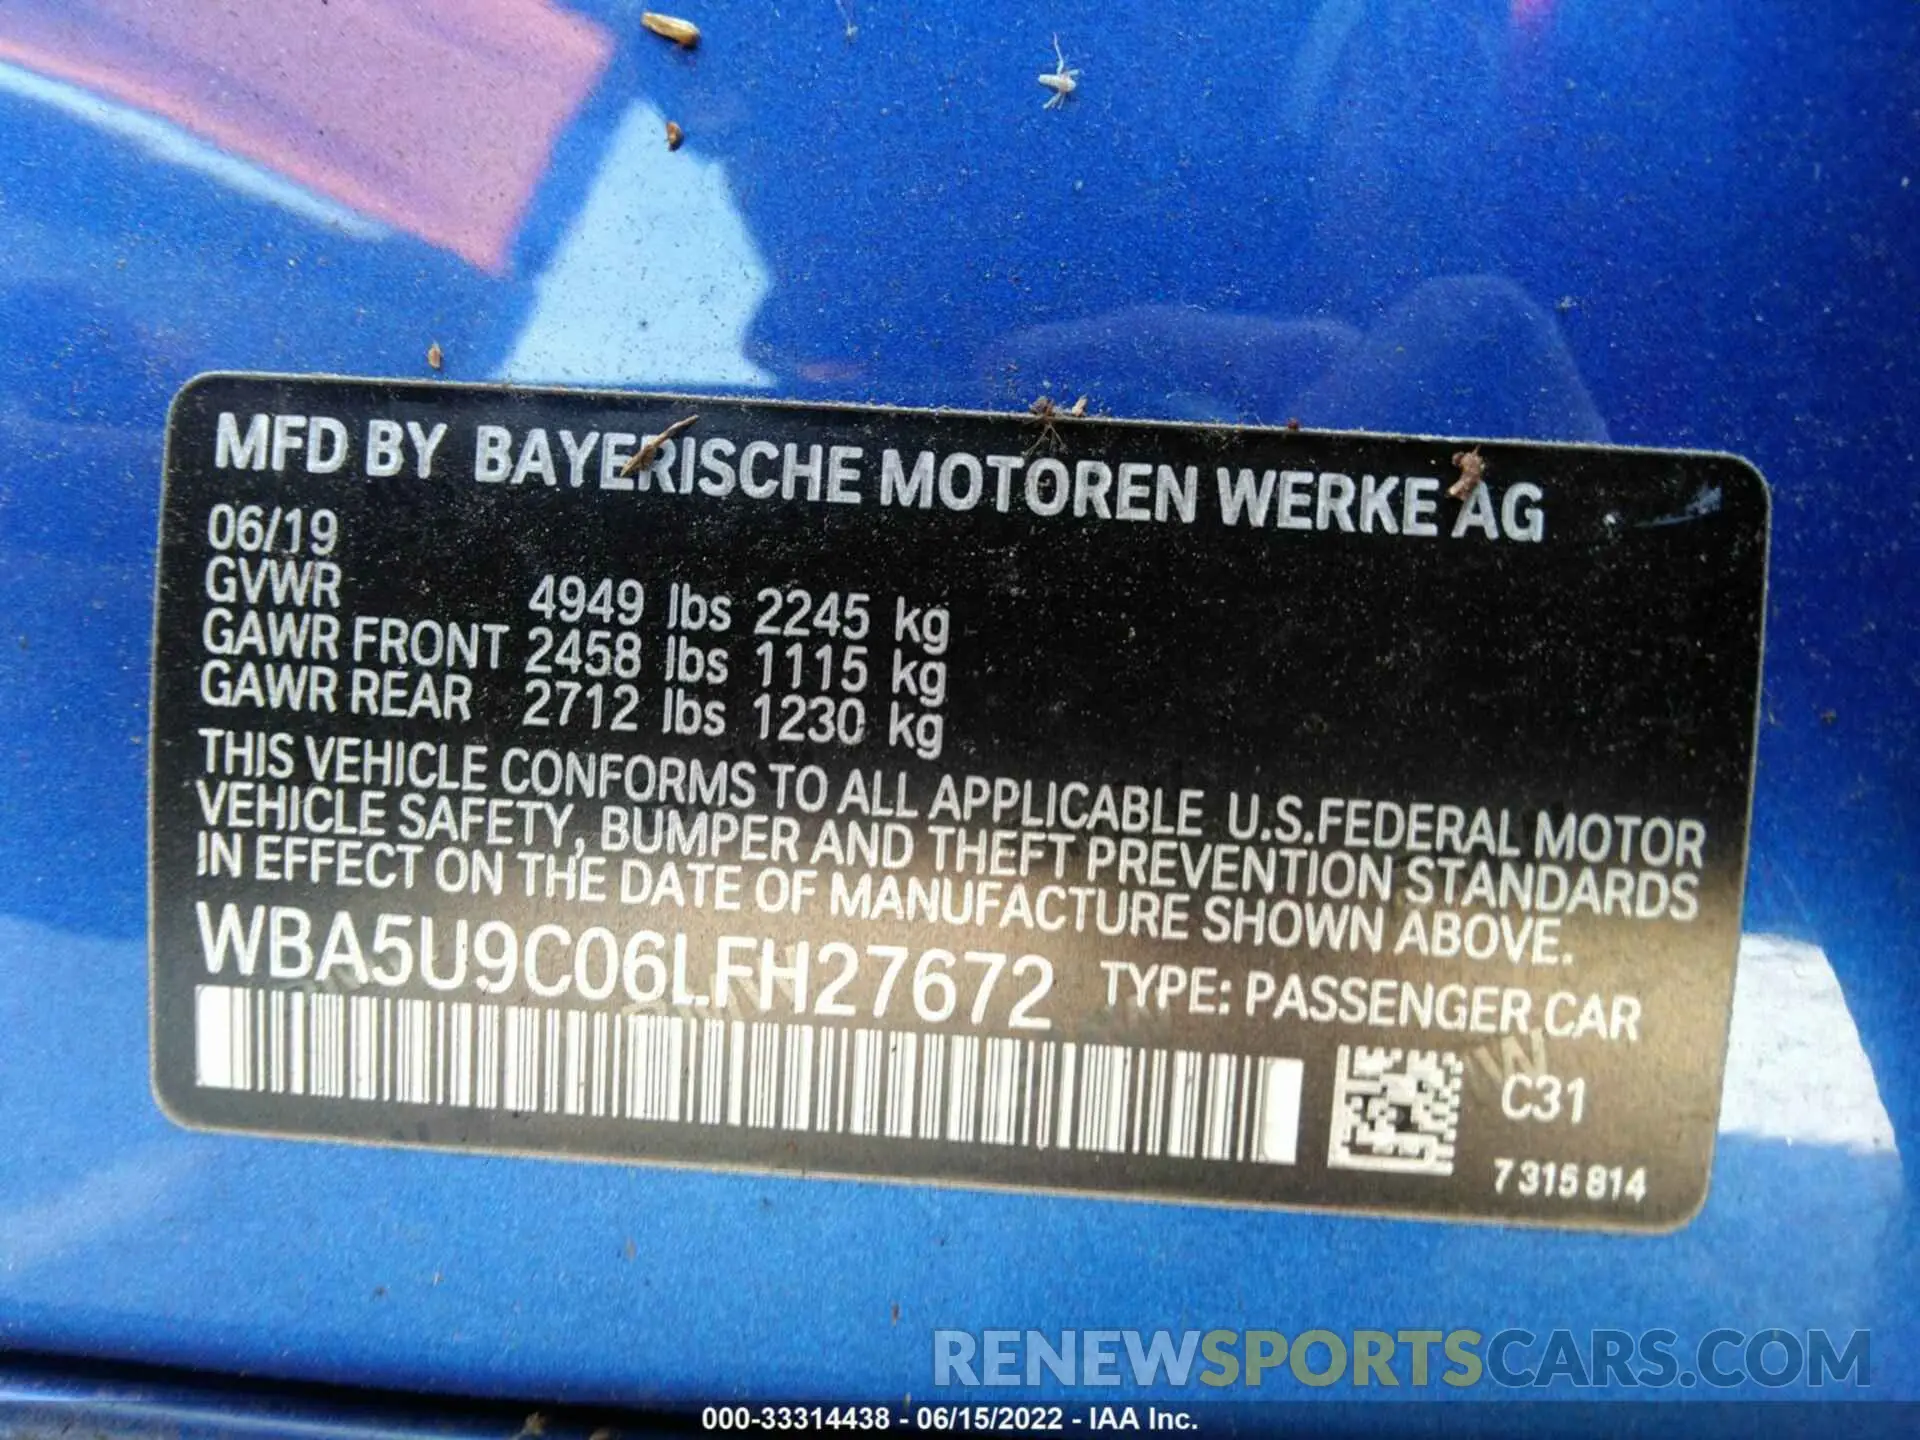 MFD BY BAYERISCHE MOTOREN WERKE AG
06/19
GVWR 4949 lbs 2245 kg
GAWR FRONT 2458 lbs 1115 kg
GAWR REAR 2712 lbs 1230 kg
THIS VEHICLE CONFORMS TO ALL APPLICABLE U.S.FEDERAL MOTOR
VEHICLE SAFETY, BUMPER AND THEFT PREVENTION STANDARDS
IN EFFECT ON THE DATE OF MANUFACTURE SHOWN ABOVE.
WBA5U9C06LFH27672 TYPE: PASSENGER CAR
C31
7 315 814
RENEWSPORTSCARS.COM
000-33314438 - 06/15/2022 - IAA Inc.